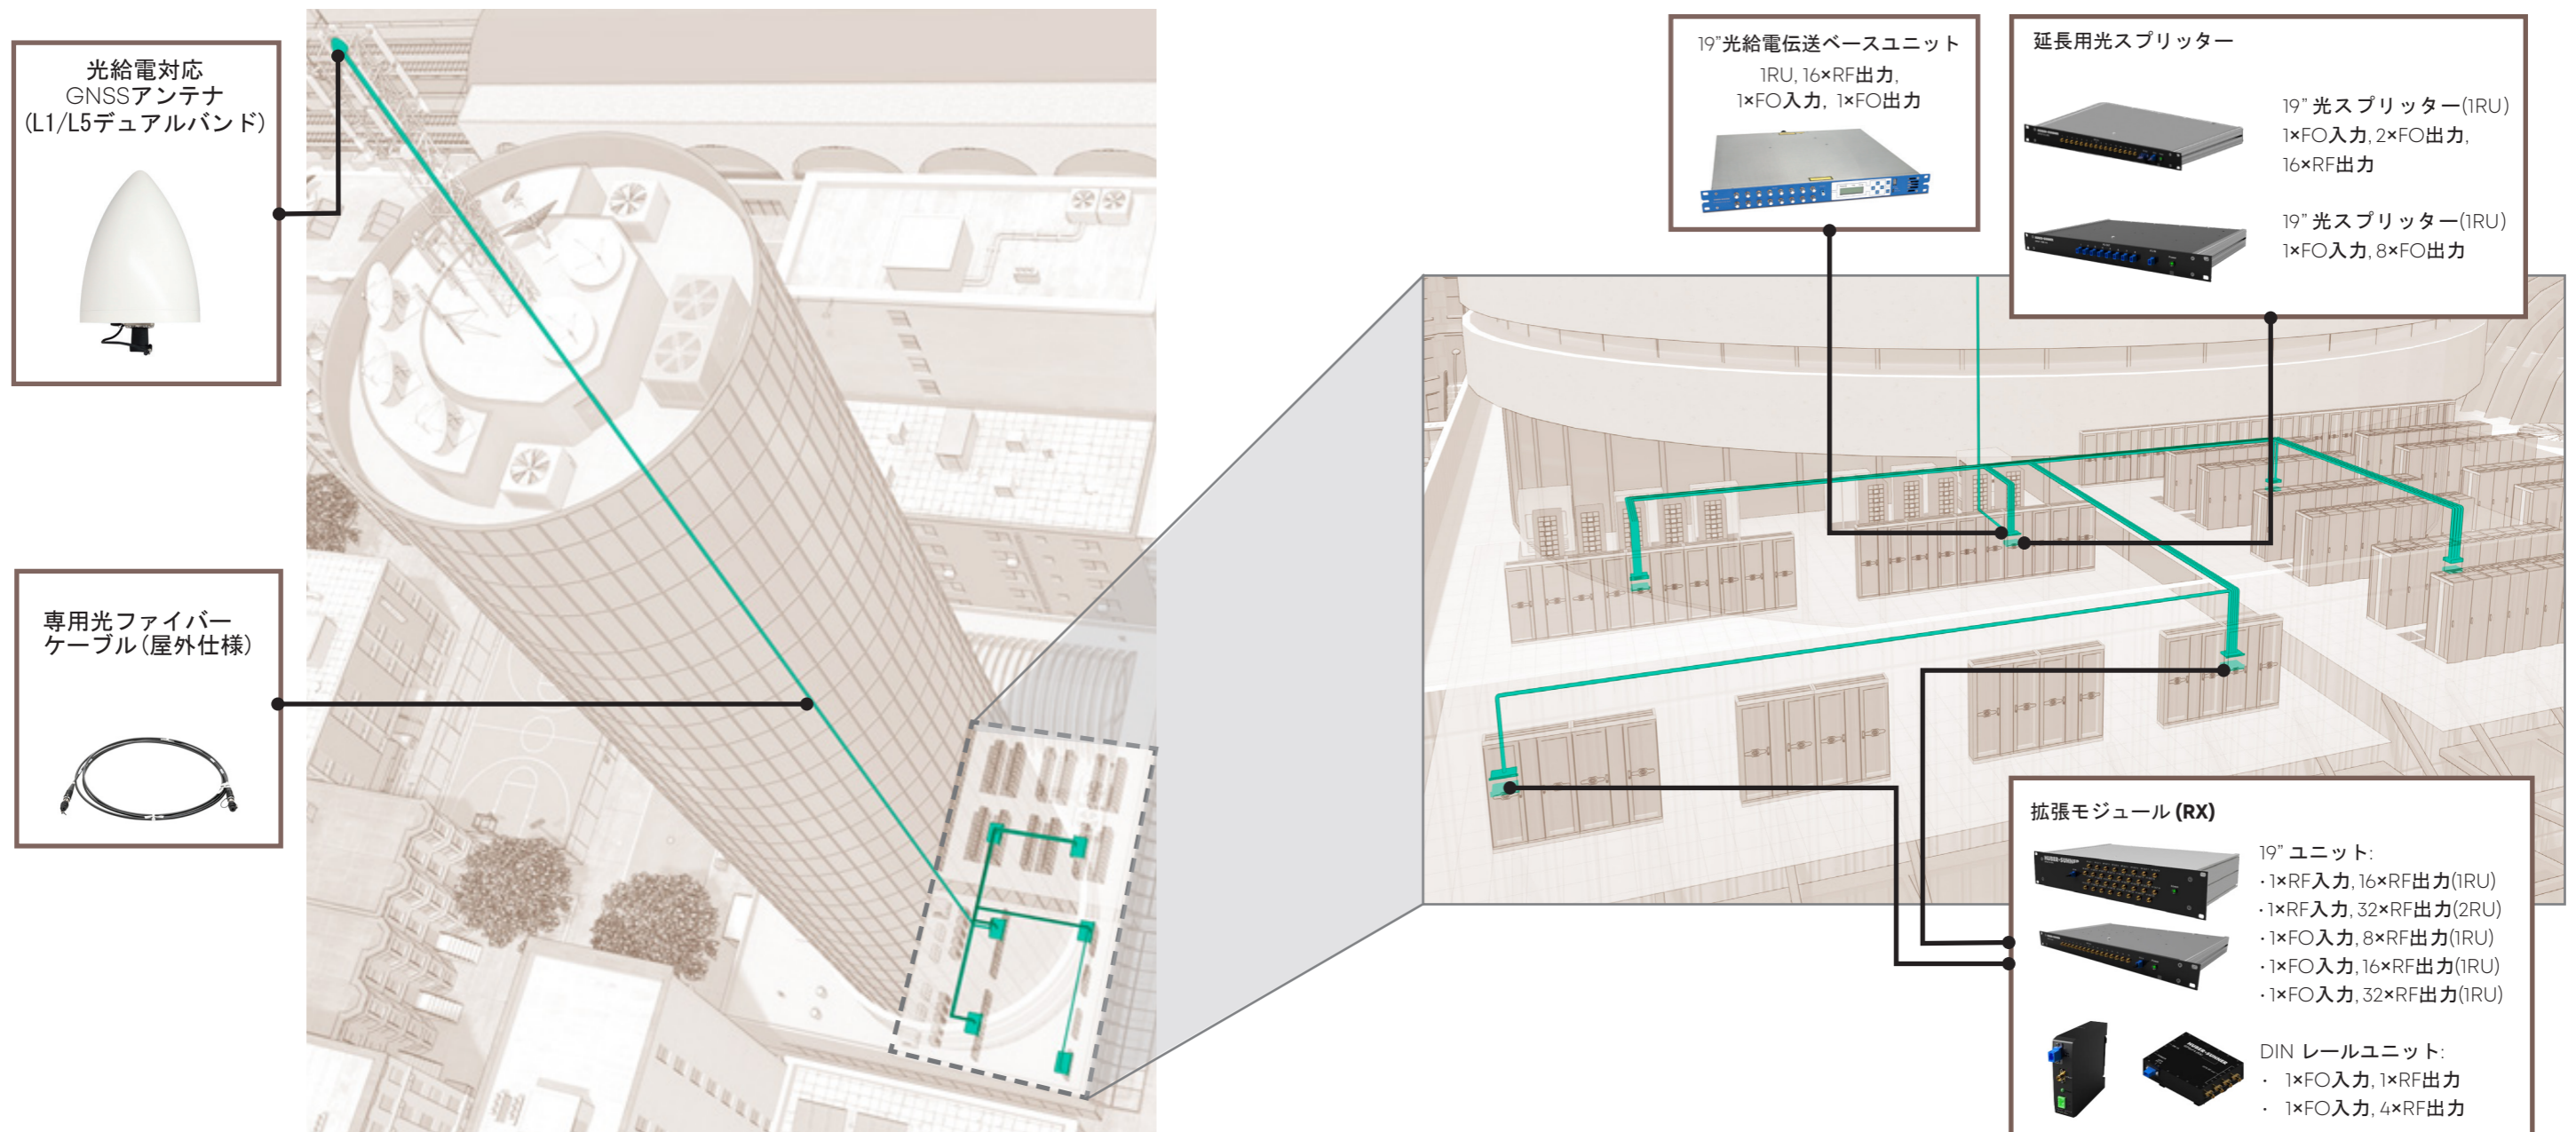 光給電対応
GNSSアンテナ
(L1/L5デュアルバンド)
専用光ファイバー
ケーブル(屋外仕様)
19”光給電伝送ベースユニット
1RU, 16×RF出力,
1×FO入力, 1×FO出力
延長用光スプリッター
19” 光スプリッター(1RU)
1×FO入力, 2×FO出力,
16×RF出力
19” 光スプリッター(1RU)
1×FO入力, 8×FO出力
拡張モジュール (RX)
19” ユニット:
・1×RF入力, 16×RF出力(1RU)
・1×RF入力, 32×RF出力(2RU)
・1×FO入力, 8×RF出力(1RU)
・1×FO入力, 16×RF出力(1RU)
・1×FO入力, 32×RF出力(1RU)
HUBER+SUHNER
DIN レールユニット:
・ 1×FO入力, 1×RF出力
・ 1×FO入力, 4×RF出力
HUBER+SUHNER